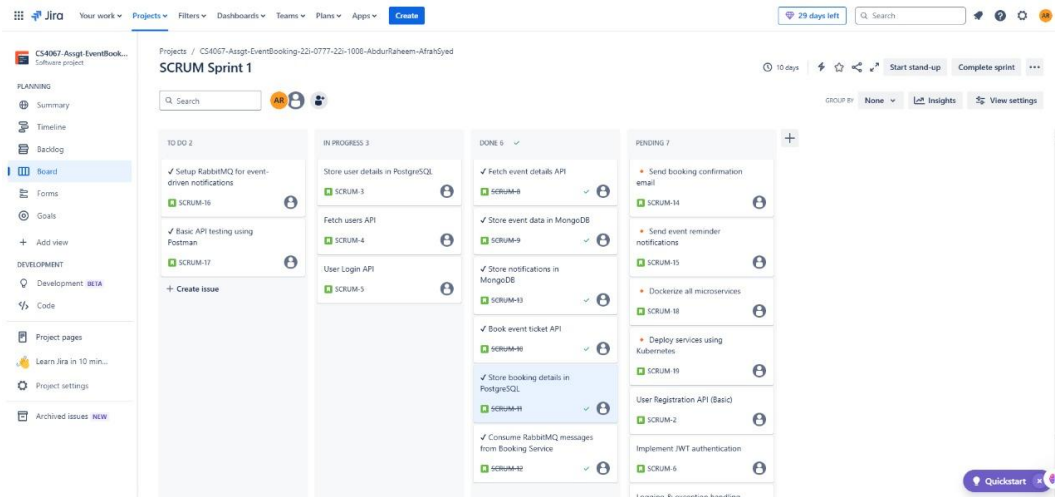 Jira
Your work
Projects
Filters
Dashboards
Teams
Plans
Apps
Create
29 days left
Search
AR
CS4067-Assgt-EventBook...
Software project
PLANNING
Summary
Timeline
Backlog
Board
Forms
Goals
+ Add view
DEVELOPMENT
Development BETA
Code
Project pages
Learn Jira in 10 min...
Project settings
Archived issues NEW
Projects / CS4067-Assgt-EventBooking-22i-0777-22i-1008-AbdurRaheem-AfrahSyed
SCRUM Sprint 1
10 days
Start stand-up
Complete sprint
Search
AR
GROUP BY
None
Insights
View settings
TO DO 2
✓ Setup RabbitMQ for event-
driven notifications
SCRUM-16
✓ Basic API testing using
Postman
SCRUM-17
+ Create issue
IN PROGRESS 3
Store user details in PostgreSQL
SCRUM-3
Fetch users API
SCRUM-4
User Login API
SCRUM-5
DONE 6 ✓
✓ Fetch event details API
SCRUM-8
✓ Store event data in MongoDB
SCRUM-9
✓ Store notifications in
MongoDB
SCRUM-13
✓ Book event ticket API
SCRUM-10
✓ Store booking details in
PostgreSQL
SCRUM-11
✓ Consume RabbitMQ messages
from Booking Service
SCRUM-12
PENDING 7
Send booking confirmation
email
SCRUM-14
Send event reminder
notifications
SCRUM-15
Dockerize all microservices
SCRUM-18
Deploy services using
Kubernetes
SCRUM-19
User Registration API (Basic)
SCRUM-2
Implement JWT authentication
SCRUM-6
Logging & exception handling
Quickstart